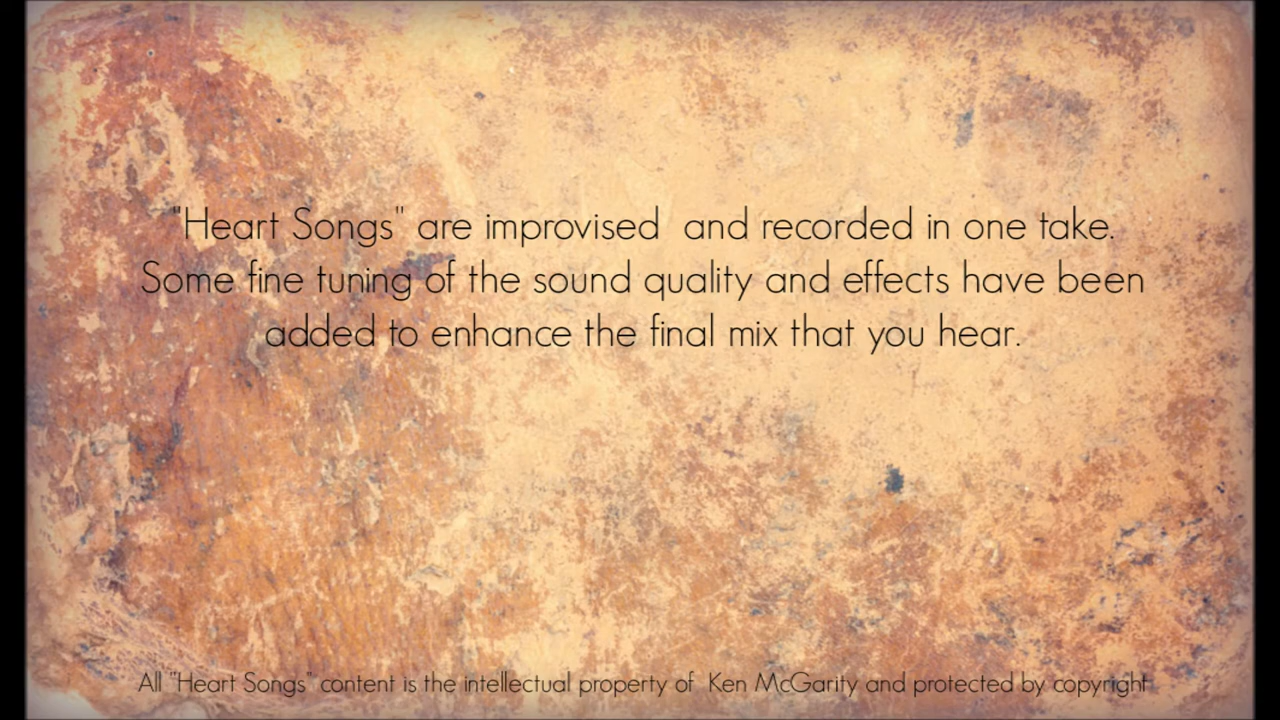 "Heart Songs" are improvised  and recorded in one take.
Some fine tuning of the sound quality and effects have been
added to enhance the final mix that you hear.
All "Heart Songs" content is the intellectual property of  Ken McGarity and protected by copyright